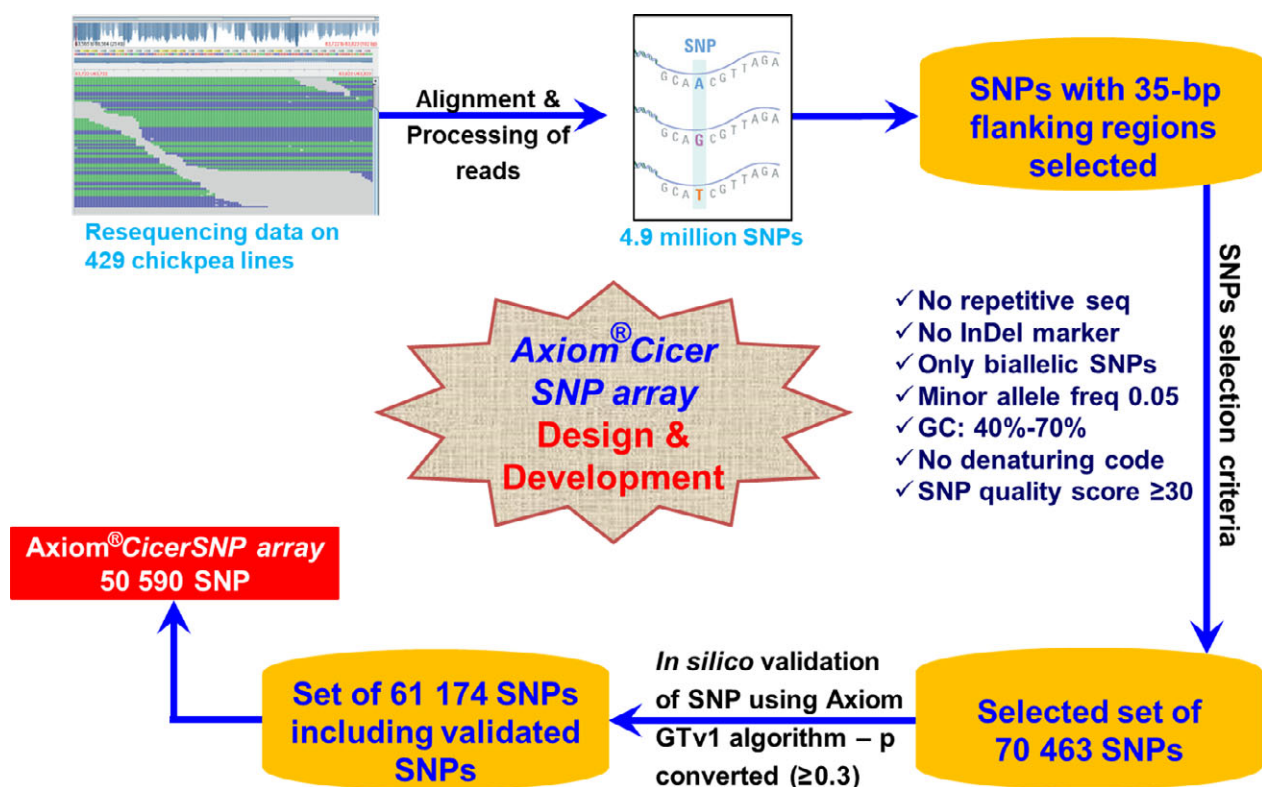 Alignment &
Processing of
reads
Resequencing data on
429 chickpea lines
SNP
GCAACGTTAGA
GCAGCGTTAGA
GCATCGTTAGA
4.9 million SNPs
SNPs with 35-bp
flanking regions
selected
SNPs selection criteria
✓No repetitive seq
✓No InDel marker
✓Only biallelic SNPs
✓Minor allele freq 0.05
✓GC: 40%-70%
✓No denaturing code
✓SNP quality score ≥30
Axiom®Cicer
SNP array
Design &
Development
Selected set of
70 463 SNPs
In silico validation
of SNP using Axiom
GTv1 algorithm – p
converted (≥0.3)
Set of 61 174 SNPs
including validated
SNPs
Axiom®CicerSNP array
50 590 SNP